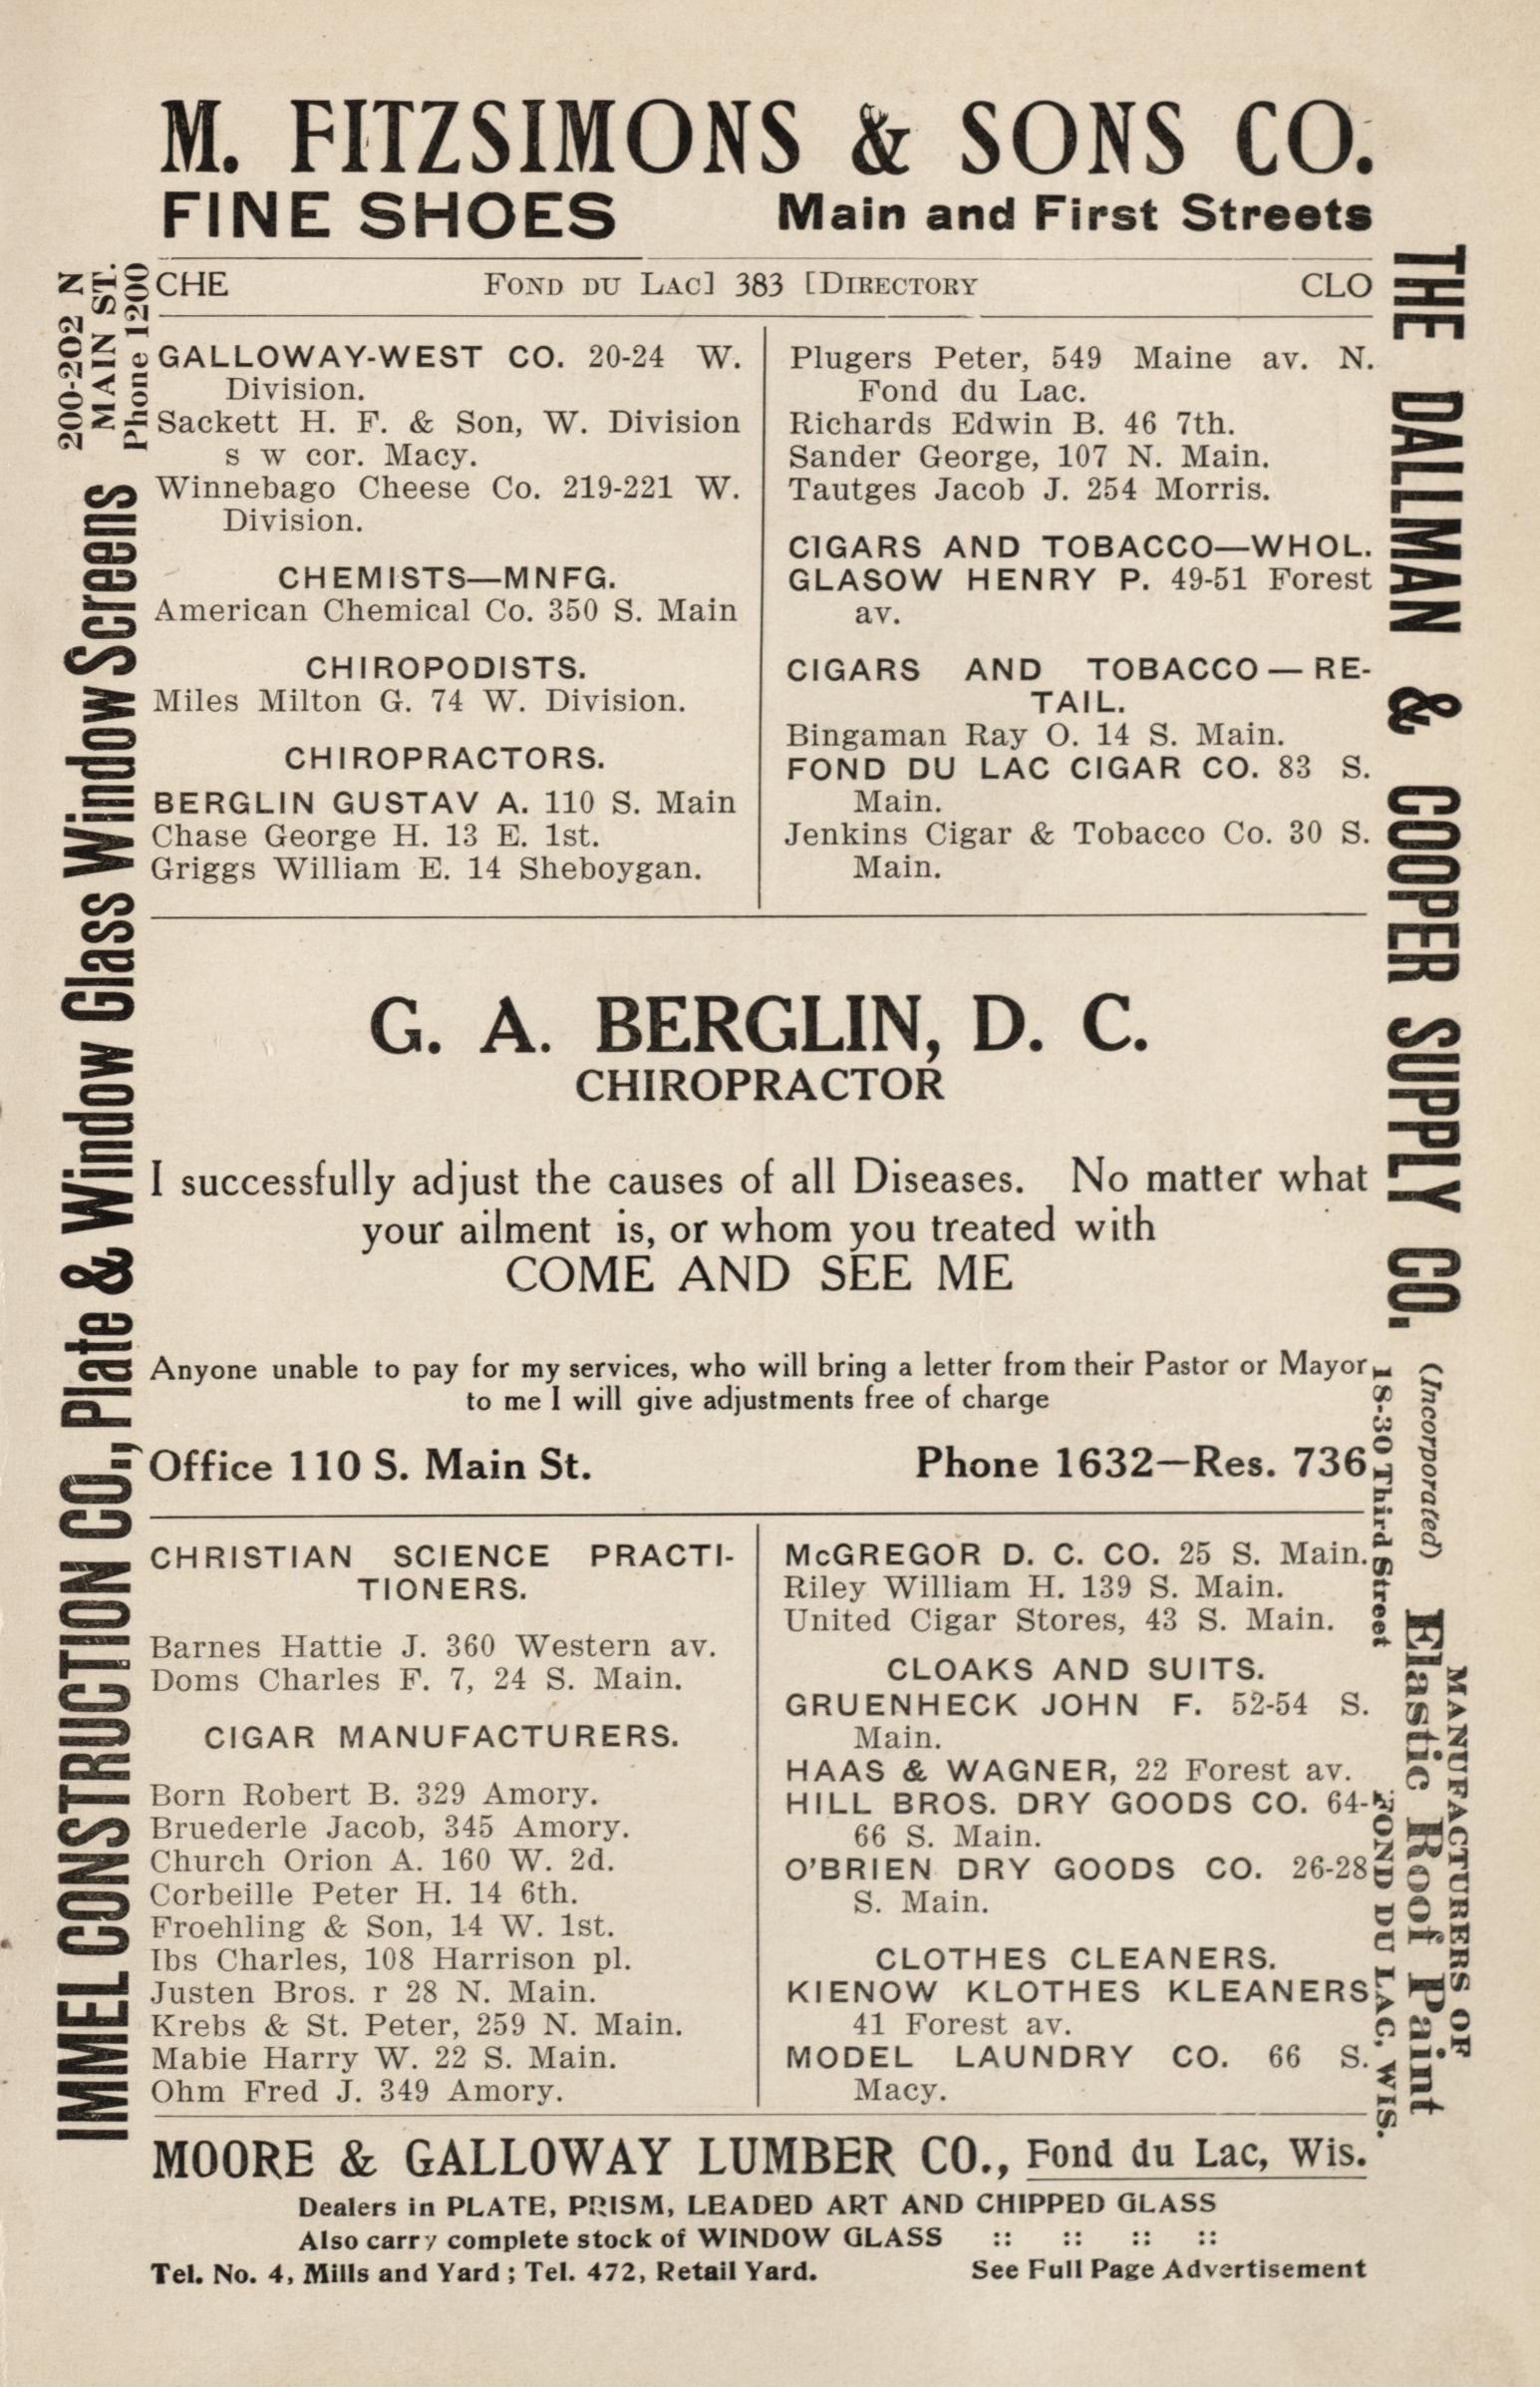 M. FITZSIMONS & SONS CO.
FINE SHOES Main and First Streets
CHE FOND DU LAC] 383 [DIRECTORY CLO
GALLOWAY-WEST CO. 20-24 W.
Division.
Sackett H. F. & Son, W. Division
s w cor. Macy.
Winnebago Cheese Co. 219-221 W.
Division.
CHEMISTS—MNFG.
American Chemical Co. 350 S. Main
CHIROPODISTS.
Miles Milton G. 74 W. Division.
CHIROPRACTORS.
BERGLIN GUSTAV A. 110 S. Main
Chase George H. 13 E. 1st.
Griggs William E. 14 Sheboygan.
Plugers Peter, 549 Maine av. N.
Fond du Lac.
Richards Edwin B. 46 7th.
Sander George, 107 N. Main.
Tautges Jacob J. 254 Morris.
CIGARS AND TOBACCO—WHOL.
GLASOW HENRY P. 49-51 Forest
av.
CIGARS AND TOBACCO — RE-
TAIL.
Bingaman Ray O. 14 S. Main.
FOND DU LAC CIGAR CO. 83 S.
Main.
Jenkins Cigar & Tobacco Co. 30 S.
Main.
G. A. BERGLIN, D. C.
CHIROPRACTOR
I successfully adjust the causes of all Diseases. No matter what
your ailment is, or whom you treated with
COME AND SEE ME
Anyone unable to pay for my services, who will bring a letter from their Pastor or Mayor
to me I will give adjustments free of charge
Office 110 S. Main St. Phone 1632—Res. 736
CHRISTIAN SCIENCE PRACTI-
TIONERS.
Barnes Hattie J. 360 Western av.
Doms Charles F. 7, 24 S. Main.
CIGAR MANUFACTURERS.
Born Robert B. 329 Amory.
Bruederle Jacob, 345 Amory.
Church Orion A. 160 W. 2d.
Corbeille Peter H. 14 6th.
Froehling & Son, 14 W. 1st.
Ibs Charles, 108 Harrison pl.
Justen Bros. r 28 N. Main.
Krebs & St. Peter, 259 N. Main.
Mabie Harry W. 22 S. Main.
Ohm Fred J. 349 Amory.
McGREGOR D. C. CO. 25 S. Main.
Riley William H. 139 S. Main.
United Cigar Stores, 43 S. Main.
CLOAKS AND SUITS.
GRUENHECK JOHN F. 52-54 S.
Main.
HAAS & WAGNER, 22 Forest av.
HILL BROS. DRY GOODS CO. 64-
66 S. Main.
O'BRIEN DRY GOODS CO. 26-28
S. Main.
CLOTHES CLEANERS.
KIENOW KLOTHES KLEANERS
41 Forest av.
MODEL LAUNDRY CO. 66 S.
Macy.
MOORE & GALLOWAY LUMBER CO., Fond du Lac, Wis.
Dealers in PLATE, PRISM, LEADED ART AND CHIPPED GLASS
Also carry complete stock of WINDOW GLASS :: :: :: ::
Tel. No. 4, Mills and Yard; Tel. 472, Retail Yard. See Full Page Advertisement
IMMEL CONSTRUCTION CO., Plate & Window Glass Window Screens
200-202 N
MAIN ST.
Phone 1200
THE DALLMAN & COOPER SUPPLY CO.
(Incorporated)
18-30 Third Street
MANUFACTURERS OF
Elastic Roof Paint
FOND DU LAC, WIS.